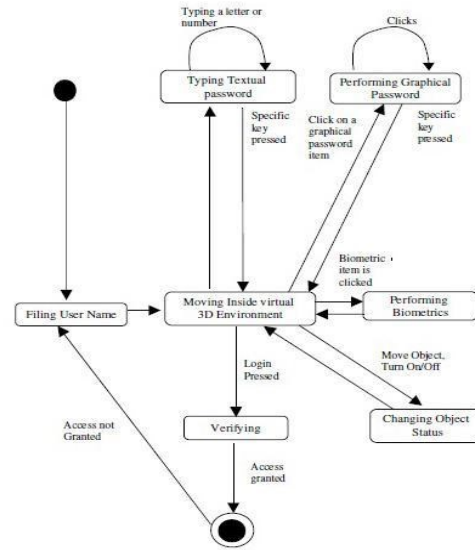 Typing a letter or
number
Clicks
Typing Textual
password
Performing Graphical
Password
Specific
key
pressed
Click on a
graphical
password
item
Specific
key
pressed
Biometric
item is
clicked
Filing User Name
Moving Inside virtual
3D Environment
Performing
Biometrics
Login
Pressed
Move Object,
Turn On/Off
Access not
Granted
Verifying
Changing Object
Status
Access
granted